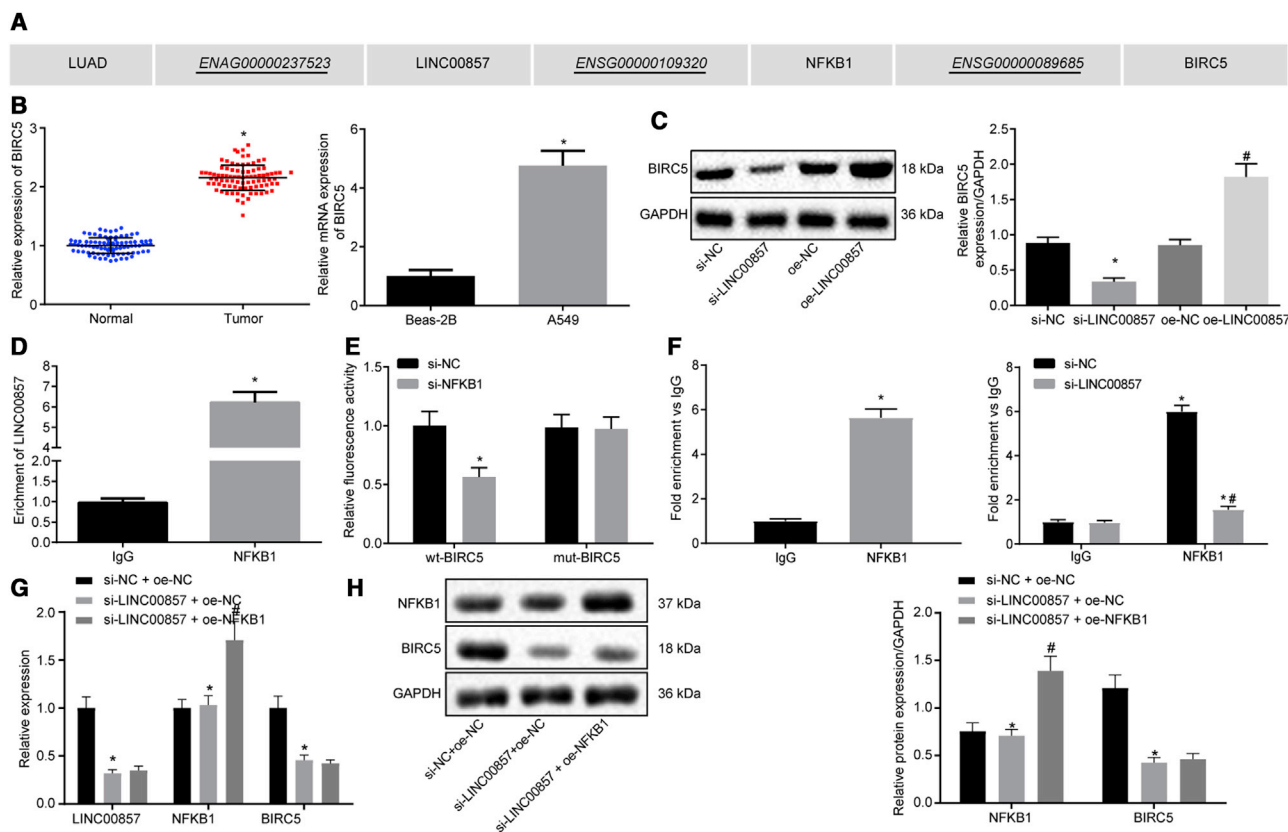 A
LUAD ENAG00000237523 LINC00857 ENSG00000109320 NFKB1 ENSG00000089685 BIRC5
B
Relative expression of BIRC5
3
2
1
0
*
Normal Tumor
Relative mRNA expression
of BIRC5
6
4
2
0
*
Beas-2B A549
C
BIRC5 18 kDa
GAPDH 36 kDa
si-NC
si-LINC00857
oe-NC
oe-LINC00857
Relative BIRC5
expression/GAPDH
2.0
1.5
1.0
0.5
0.0
*
#
si-NC si-LINC00857 oe-NC oe-LINC00857
D
Erichment of LINC00857
8
7
6
5
4
2.0
1.5
1.0
0.5
0.0
*
IgG NFKB1
E
si-NC
si-NFKB1
Relative fluorescence activity
1.5
1.0
0.5
0.0
*
wt-BIRC5 mut-BIRC5
F
Fold enrichment vs IgG
8
6
4
2
0
*
IgG NFKB1
si-NC
si-LINC00857
Fold enrichment vs IgG
8
6
4
2
0
*
*#
IgG NFKB1
G
si-NC + oe-NC
si-LINC00857 + oe-NC
si-LINC00857 + oe-NFKB1
Relative expression
2.0
1.5
1.0
0.5
0.0
*
*
#
*
LINC00857 NFKB1 BIRC5
H
NFKB1 37 kDa
BIRC5 18 kDa
GAPDH 36 kDa
si-NC+oe-NC
si-LINC00857+oe-NC
si-LINC00857 + oe-NFKB1
si-NC + oe-NC
si-LINC00857 + oe-NC
si-LINC00857 + oe-NFKB1
Relative protein expression/GAPDH
2.0
1.5
1.0
0.5
0.0
*
#
*
NFKB1 BIRC5